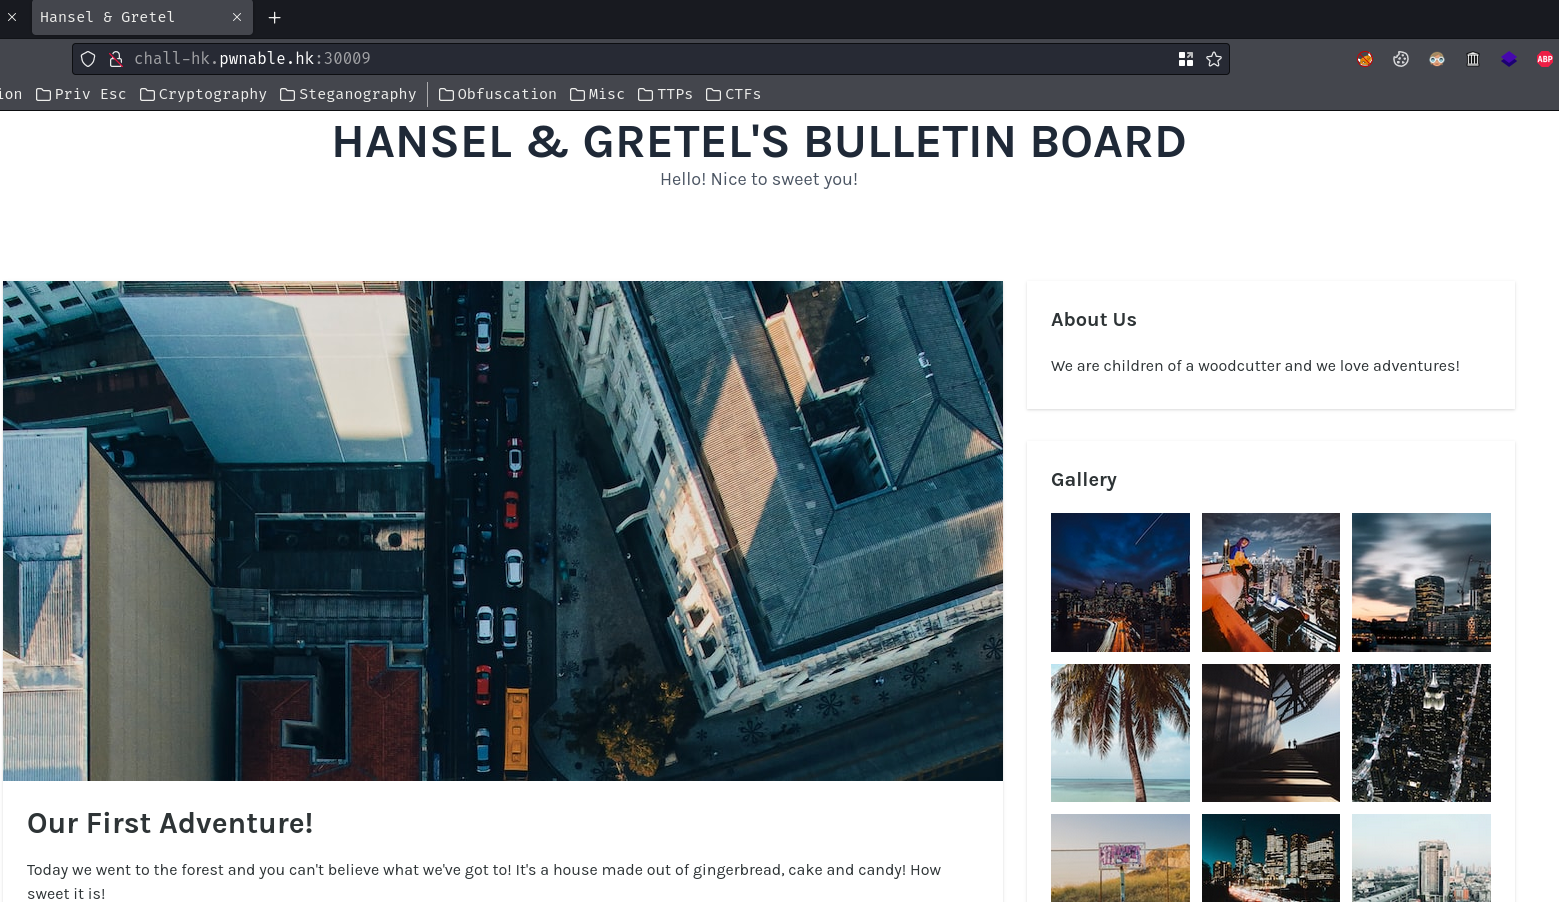 Hansel & Gretel
chall-hk.pwnable.hk:30009
ABP
ion Priv Esc Cryptography Steganography Obfuscation Misc TTPs CTFs
HANSEL & GRETEL'S BULLETIN BOARD
Hello! Nice to sweet you!
About Us
We are children of a woodcutter and we love adventures!
Gallery
Our First Adventure!
Today we went to the forest and you can't believe what we've got to! It's a house made out of gingerbread, cake and candy! How
sweet it is!